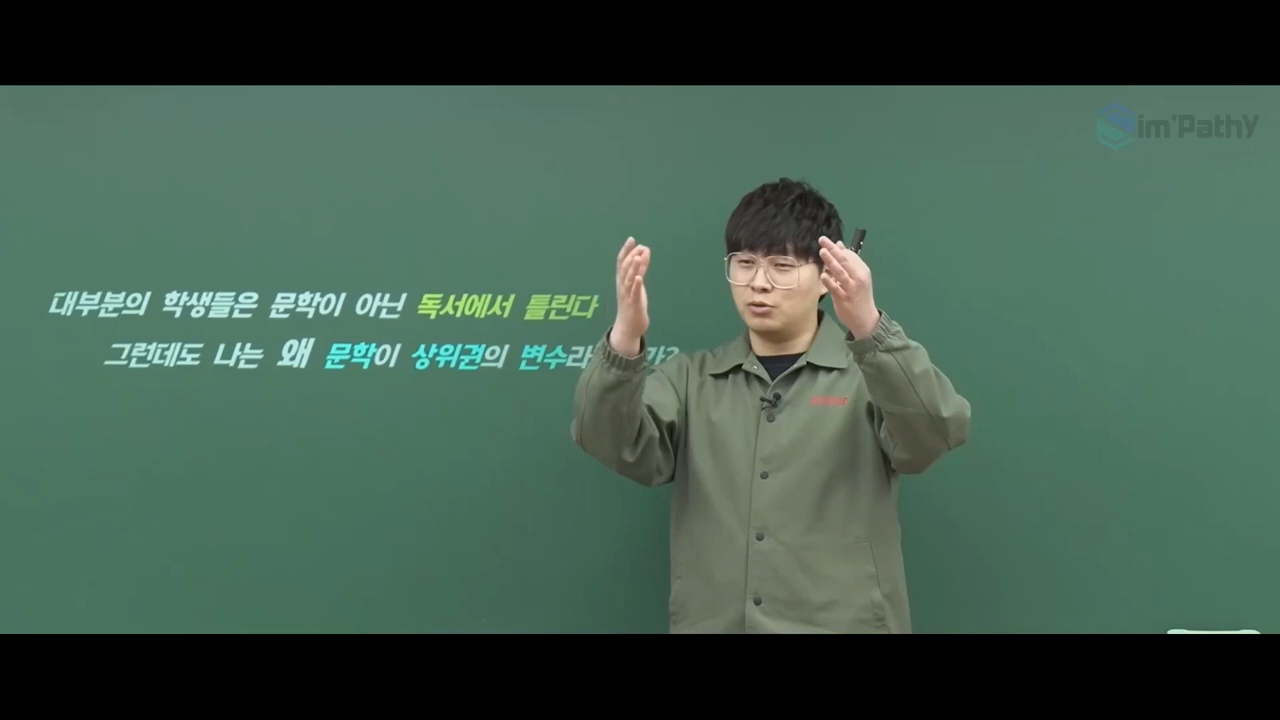 im'PathY
대부분의 학생들은 문학이 아닌 독서에서 틀린다
그런데도 나는 왜 문학이 상위권의 변수라